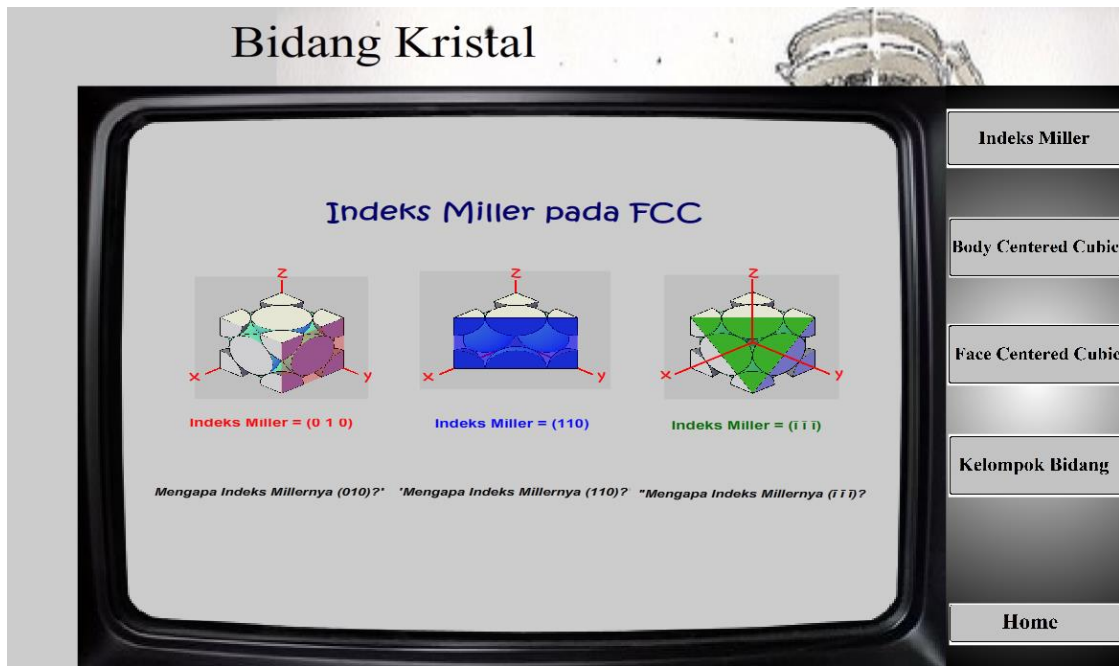 Bidang Kristal
Indeks Miller
Indeks Miller pada FCC
Body Centered Cubic
Z Z Z
Face Centered Cubic
X Y X Y X Y
Indeks Miller = (0 1 0) Indeks Miller = (110) Indeks Miller = (ī ī ī)
Kelompok Bidang
Mengapa Indeks Millernya (010)?" "Mengapa Indeks Millernya (110)? "Mengapa Indeks Millernya (ī ī ī)?
Home